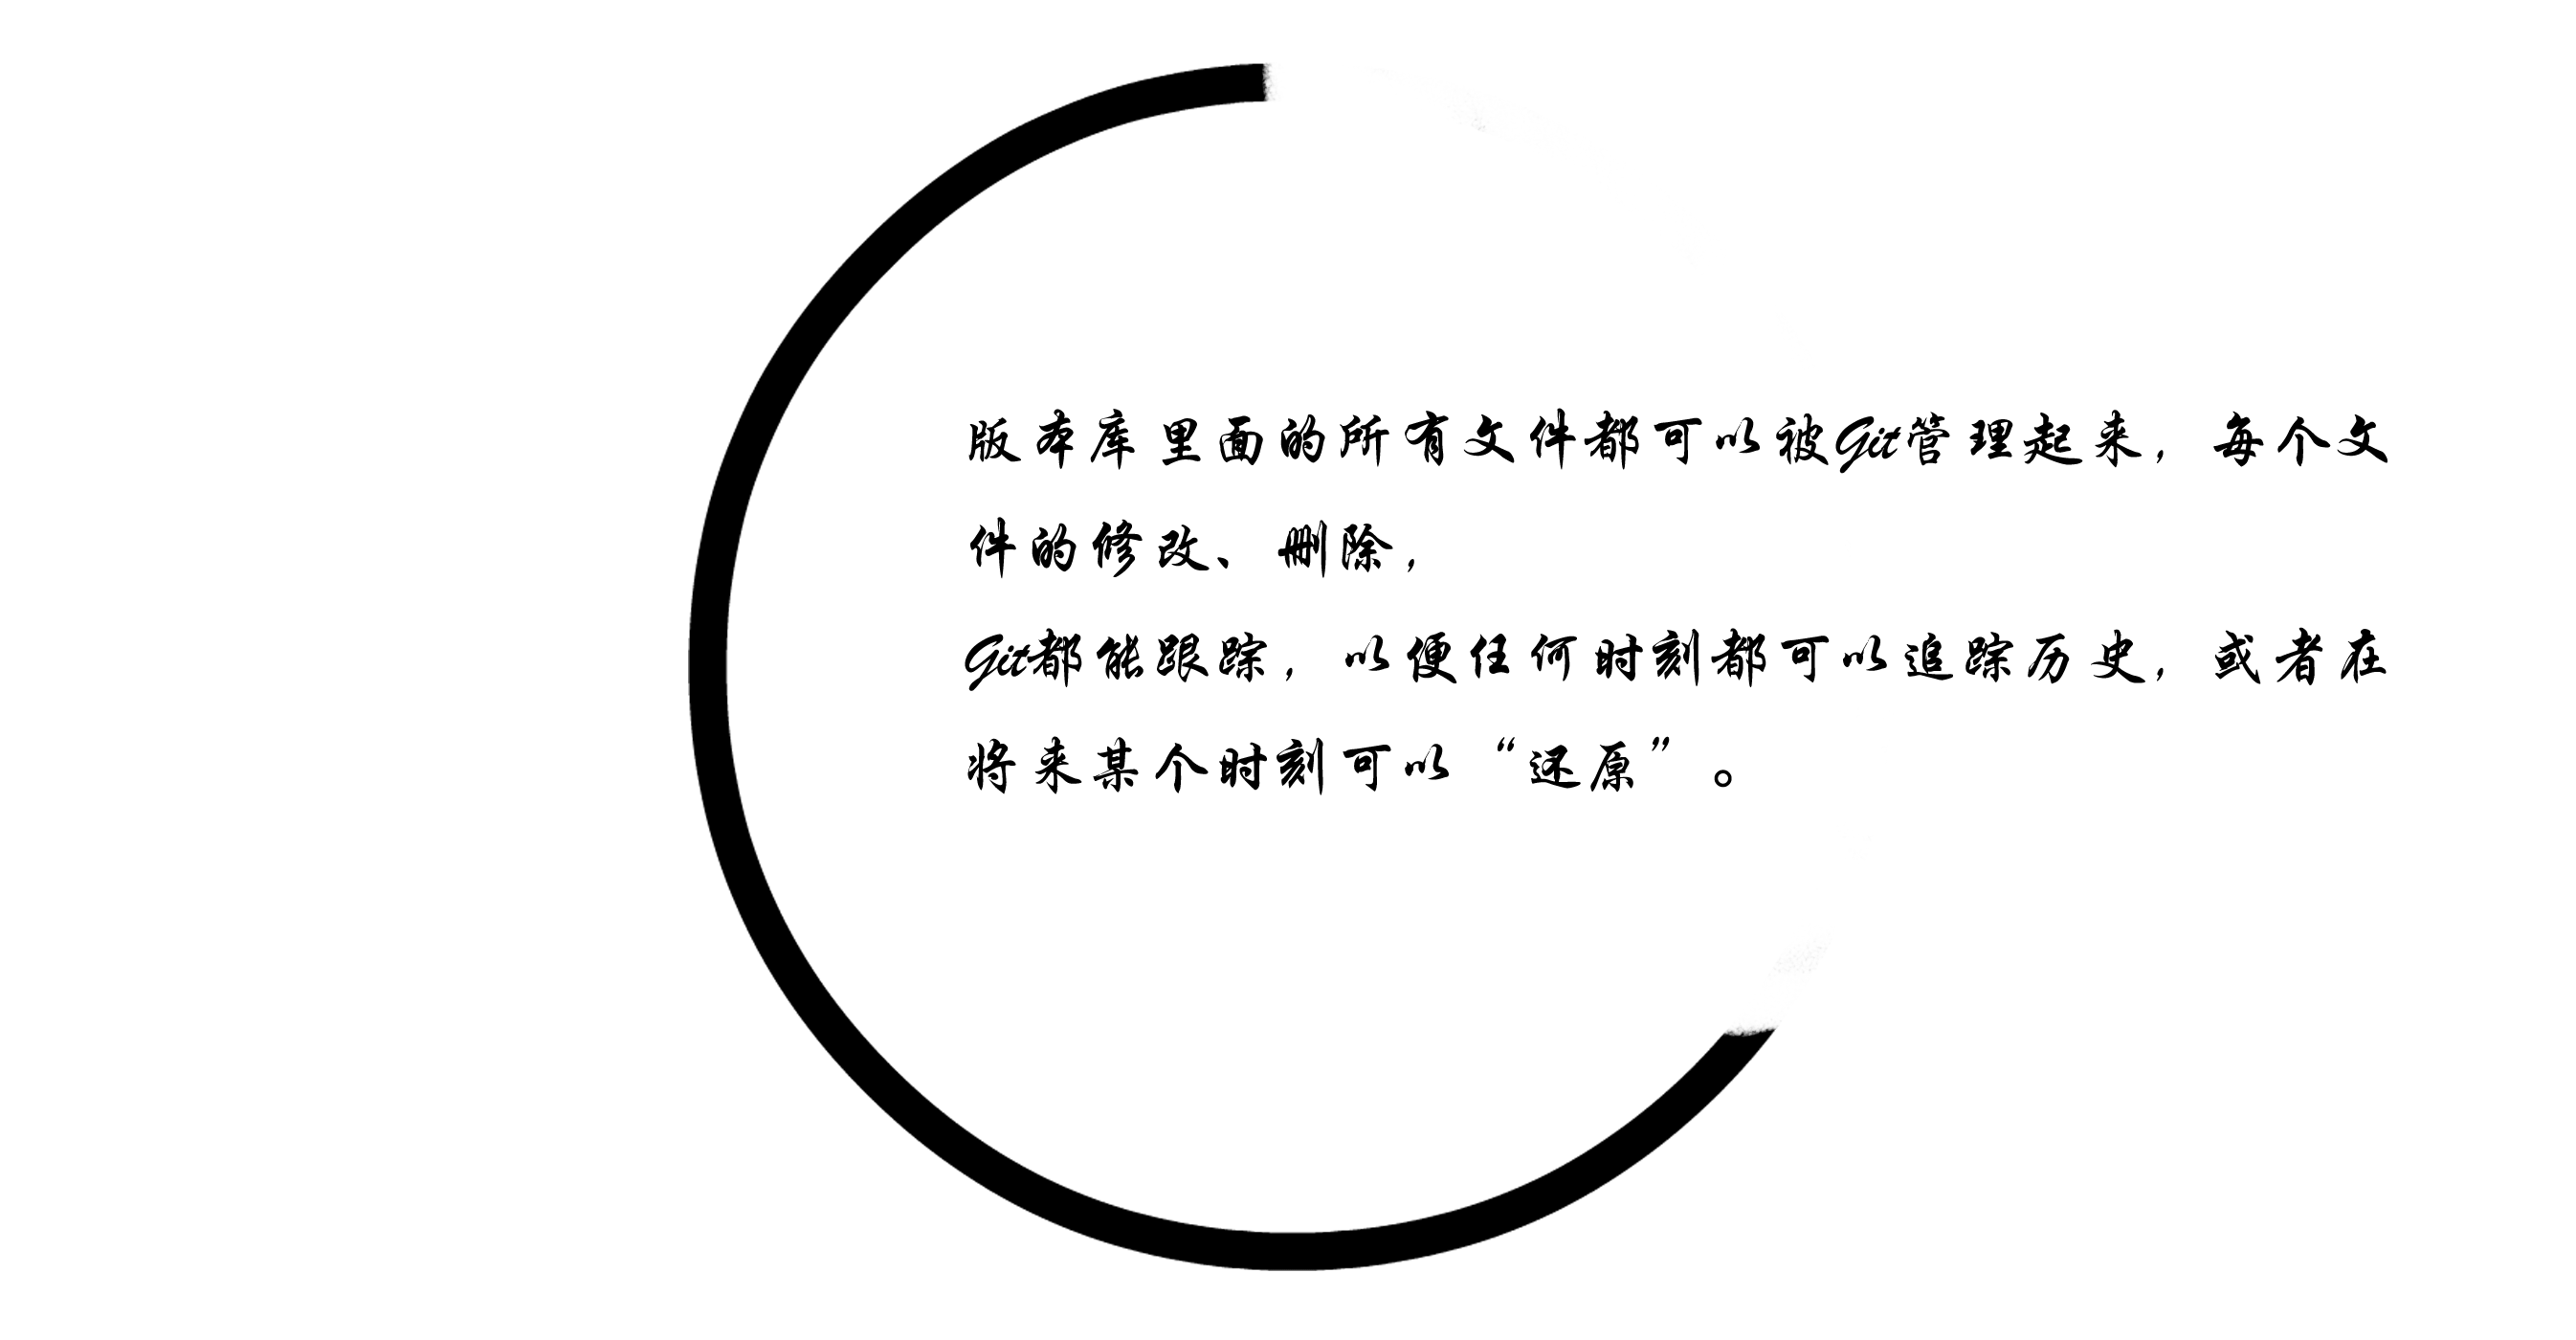 版本库里面的所有文件都可以被Git管理起来，每个文
件的修改、删除，
Git都能跟踪，以便任何时刻都可以追踪历史，或者在
将来某个时刻可以“还原”。